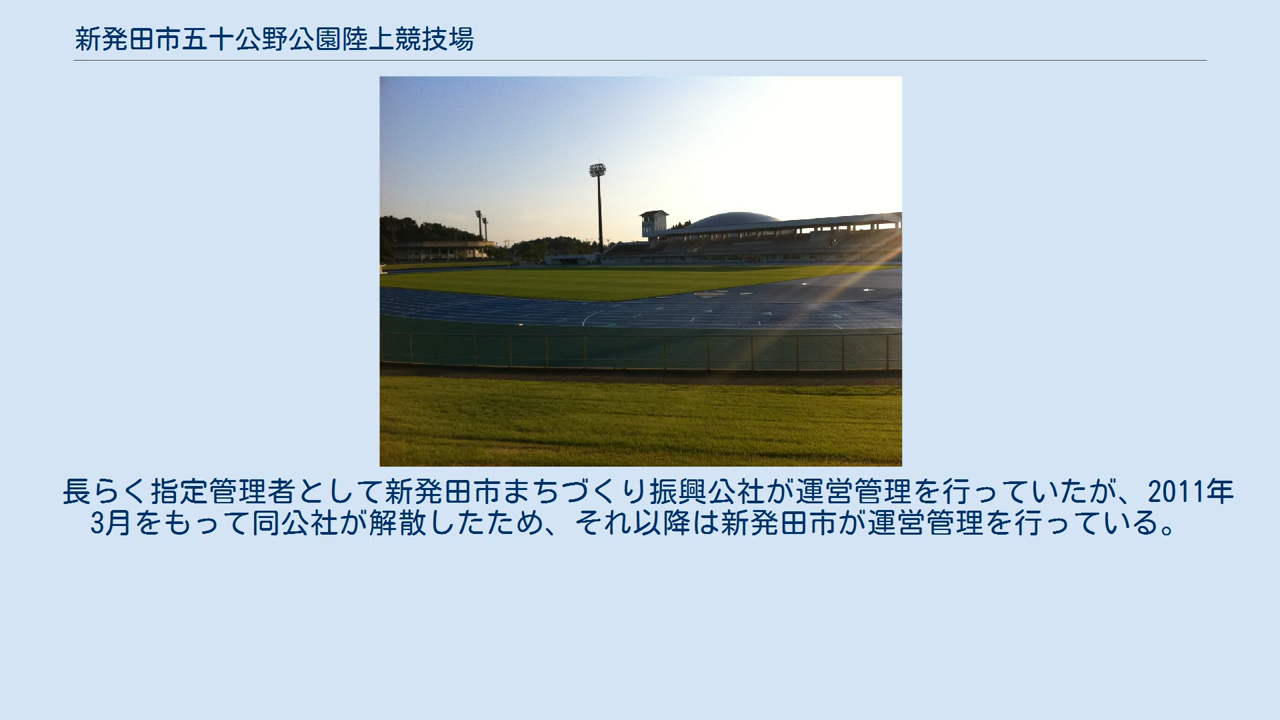 新発田市五十公野公園陸上競技場
長らく指定管理者として新発田市まちづくり振興公社が運営管理を行っていたが、2011年
3月をもって同公社が解散したため、それ以降は新発田市が運営管理を行っている。